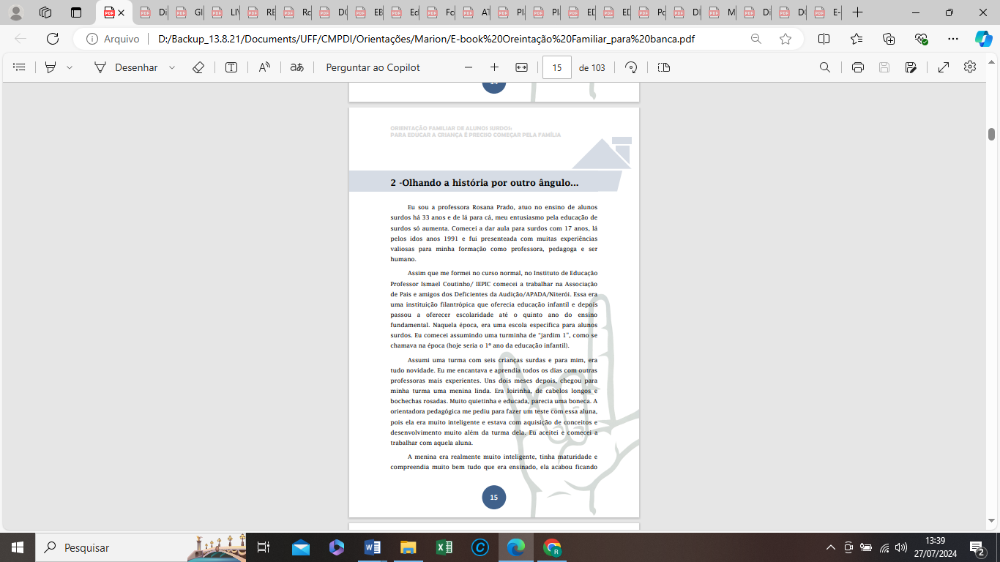 Di
GI
LIV
RE
Rc
DC
EE
Ed
Fc
AT
Pl
Pl
ED
ED
Pc
DI
M
Di
DC
E-
Arquivo
D:/Backup_13.8.21/Documents/UFF/CMPDI/Orientações/Marion/E-book%20Oreintação%20Familiar_para%20banca.pdf
Desenhar
aあ
Perguntar ao Copilot
15 de 103
ORIENTAÇÃO FAMILIAR DE ALUNOS SURDOS:
PARA EDUCAR A CRIANÇA É PRECISO COMEÇAR PELA FAMÍLIA
2 -Olhando a história por outro ângulo...
Eu sou a professora Rosana Prado, atuo no ensino de alunos
surdos há 33 anos e de lá para cá, meu entusiasmo pela educação de
surdos só aumenta. Comecei a dar aula para surdos com 17 anos, lá
pelos idos anos 1991 e fui presenteada com muitas experiências
valiosas para minha formação como professora, pedagoga e ser
humano.
Assim que me formei no curso normal, no Instituto de Educação
Professor Ismael Coutinho/ IEPIC comecei a trabalhar na Associação
de Pais e amigos dos Deficientes da Audição/APADA/Niterói. Essa era
uma instituição filantrópica que oferecia educação infantil e depois
passou a oferecer escolaridade até o quinto ano do ensino
fundamental. Naquela época, era uma escola específica para alunos
surdos. Eu comecei assumindo uma turminha de “jardim 1”, como se
chamava na época (hoje seria o 1º ano da educação infantil).
Assumi uma turma com seis crianças surdas e para mim, era
tudo novidade. Eu me encantava e aprendia todos os dias com outras
professoras mais experientes. Uns dois meses depois, chegou para
minha turma uma menina linda. Era loirinha, de cabelos longos e
bochechas rosadas. Muito quietinha e educada, parecia uma boneca. A
orientadora pedagógica me pediu para fazer um teste com essa aluna,
pois ela era muito inteligente e estava com aquisição de conceitos e
desenvolvimento muito além da turma dela. Eu aceitei e comecei a
trabalhar com aquela aluna.
A menina era realmente muito inteligente, tinha maturidade e
compreendia muito bem tudo que era ensinado, ela acabou ficando
15
Pesquisar
13:39
27/07/2024
2